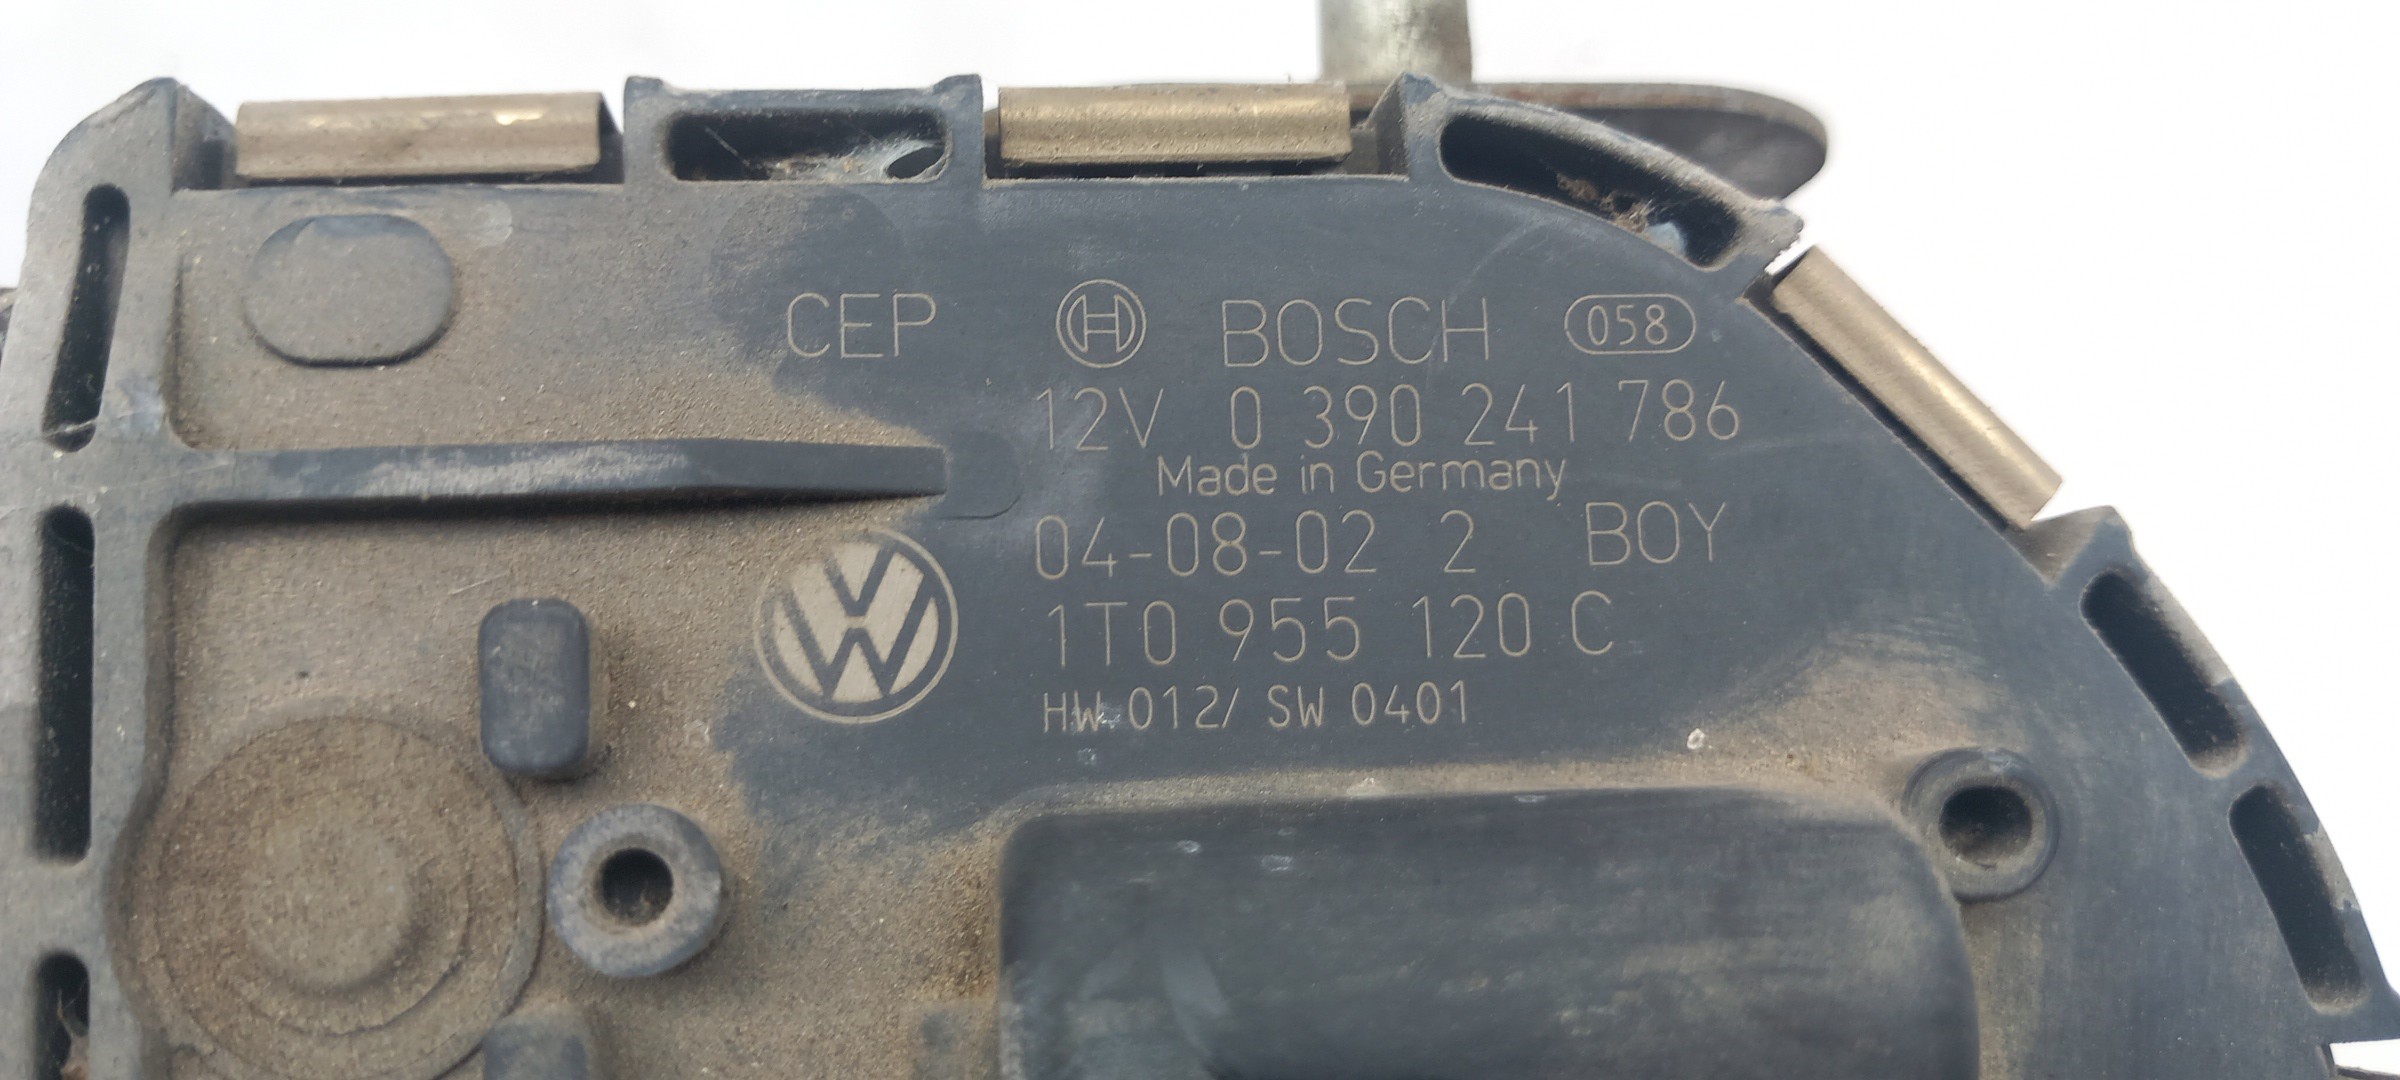 CEP BOSCH 058
12V 0 390 241 786
Made in Germany
04-08-02 2 BOY
1T0 955 120 C
HW 012/ SW 0401